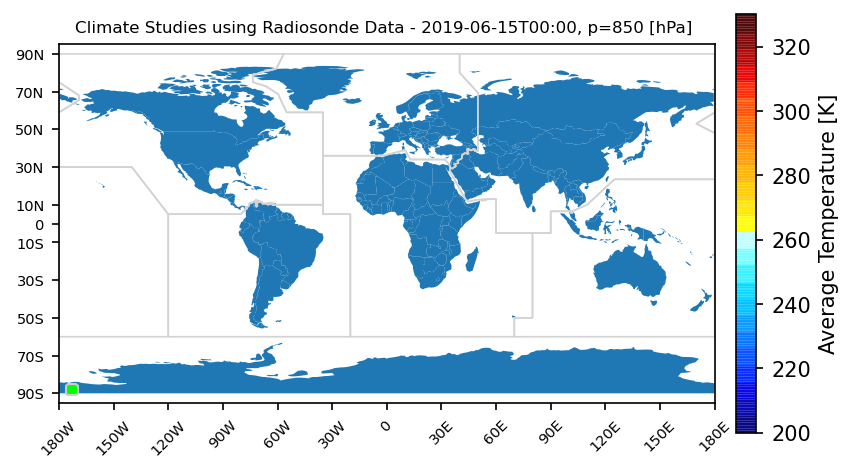 Climate Studies using Radiosonde Data - 2019-06-15T00:00, p=850 [hPa]
90N
70N
50N
30N
10N
0
10S
30S
50S
70S
90S
180W
150W
120W
90W
60W
30W
0
30E
60E
90E
120E
150E
180E
320
300
280
260
240
220
200
Average Temperature [K]